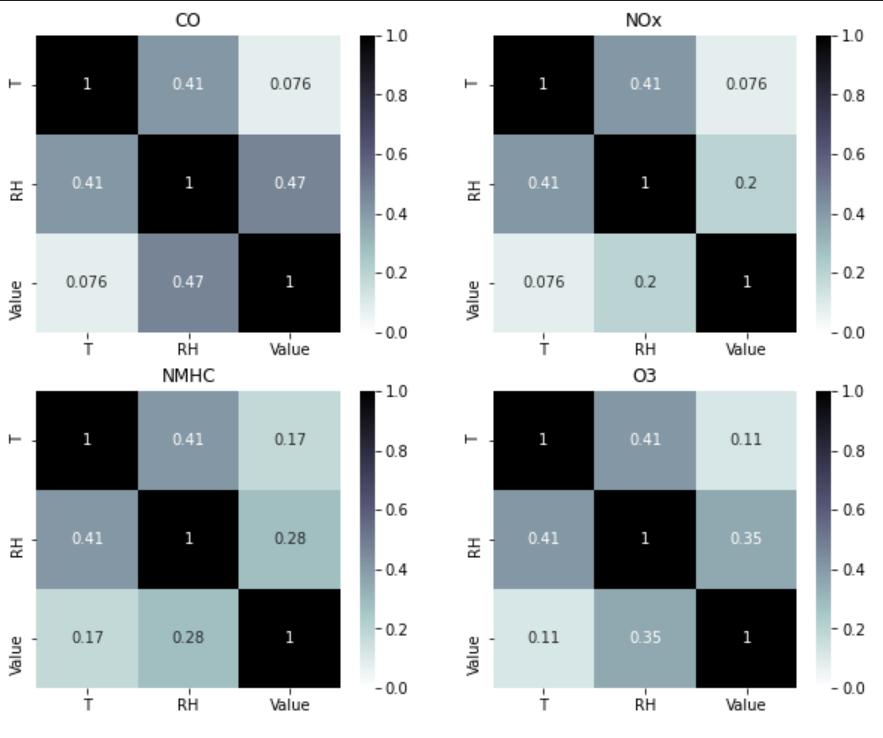 CO
1.0
T
1
0.41
0.076
0.8
0.6
RH
0.41
1
0.47
0.4
0.2
Value
0.076
0.47
1
0.0
T
RH
Value
NOx
1.0
T
1
0.41
0.076
0.8
0.6
RH
0.41
1
0.2
0.4
0.2
Value
0.076
0.2
1
0.0
T
RH
Value
NMHC
1.0
T
1
0.41
0.17
0.8
0.6
RH
0.41
1
0.28
0.4
0.2
Value
0.17
0.28
1
0.0
T
RH
Value
O3
1.0
T
1
0.41
0.11
0.8
0.6
RH
0.41
1
0.35
0.4
0.2
Value
0.11
0.35
1
0.0
T
RH
Value